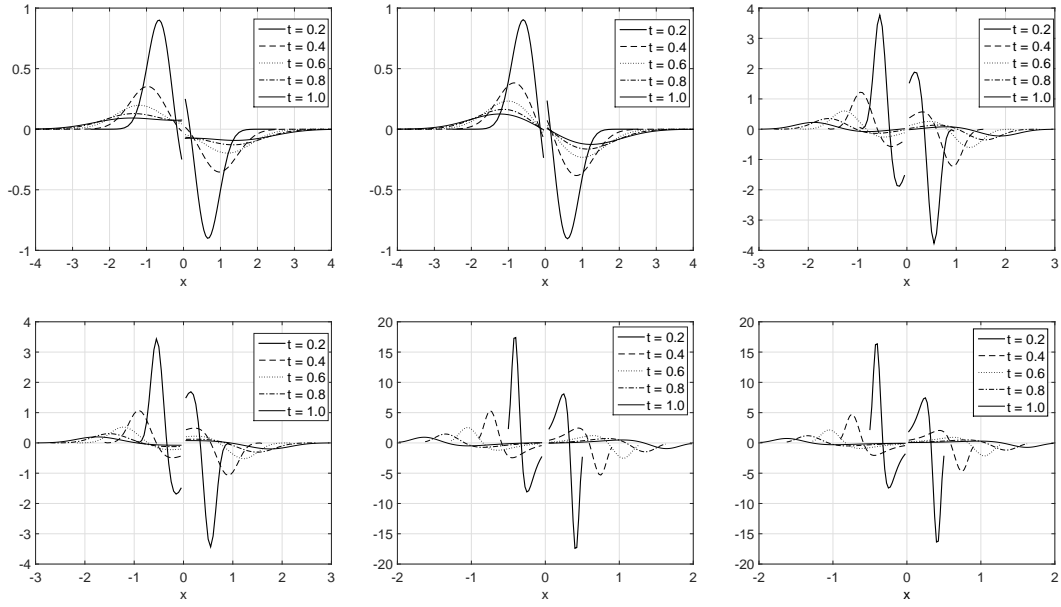 1
0.5
0
-0.5
-1
-4 -3 -2 -1 0 1 2 3 4
x
t = 0.2
t = 0.4
t = 0.6
t = 0.8
t = 1.0
1
0.5
0
-0.5
-1
-4 -3 -2 -1 0 1 2 3 4
x
t = 0.2
t = 0.4
t = 0.6
t = 0.8
t = 1.0
4
3
2
1
0
-1
-2
-3
-4
-3 -2 -1 0 1 2 3
x
t = 0.2
t = 0.4
t = 0.6
t = 0.8
t = 1.0
4
3
2
1
0
-1
-2
-3
-4
-3 -2 -1 0 1 2 3
x
t = 0.2
t = 0.4
t = 0.6
t = 0.8
t = 1.0
20
15
10
5
0
-5
-10
-15
-20
-2 -1 0 1 2
x
t = 0.2
t = 0.4
t = 0.6
t = 0.8
t = 1.0
20
15
10
5
0
-5
-10
-15
-20
-2 -1 0 1 2
x
t = 0.2
t = 0.4
t = 0.6
t = 0.8
t = 1.0